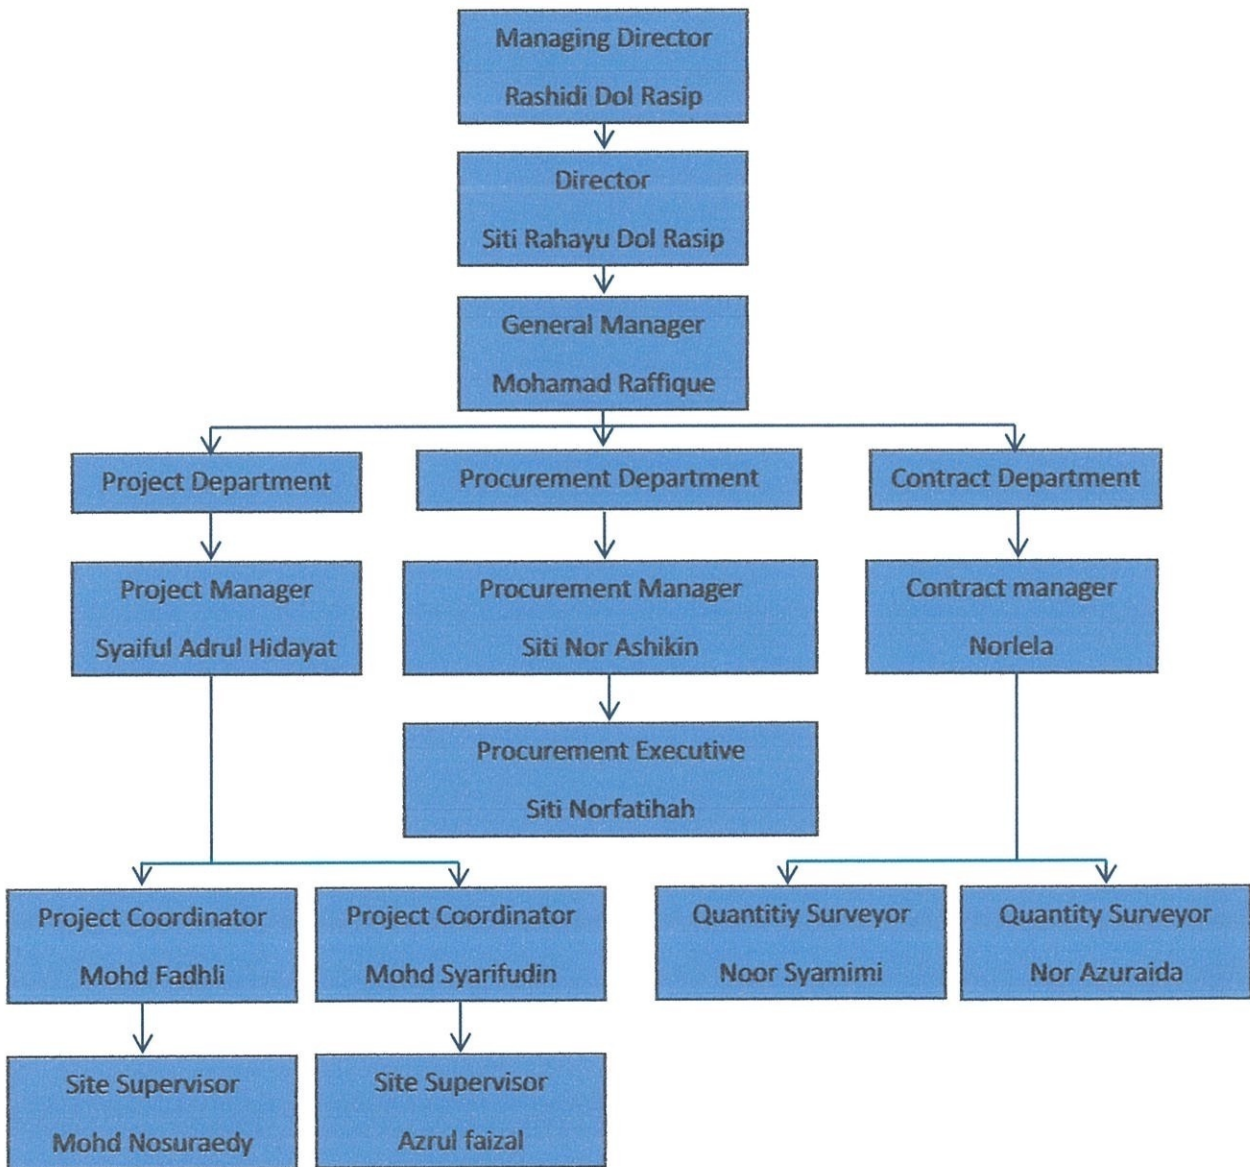 Managing Director
Rashidi Dol Rasip
Director
Siti Rahayu Dol Rasip
General Manager
Mohamad Raffique
Project Department
Procurement Department
Contract Department
Project Manager
Syaiful Adrul Hidayat
Procurement Manager
Siti Nor Ashikin
Contract manager
Norlela
Procurement Executive
Siti Norfatihah
Project Coordinator
Mohd Fadhli
Project Coordinator
Mohd Syarifudin
Quantitiy Surveyor
Noor Syamimi
Quantity Surveyor
Nor Azuraida
Site Supervisor
Mohd Nosuraedy
Site Supervisor
Azrul faizal